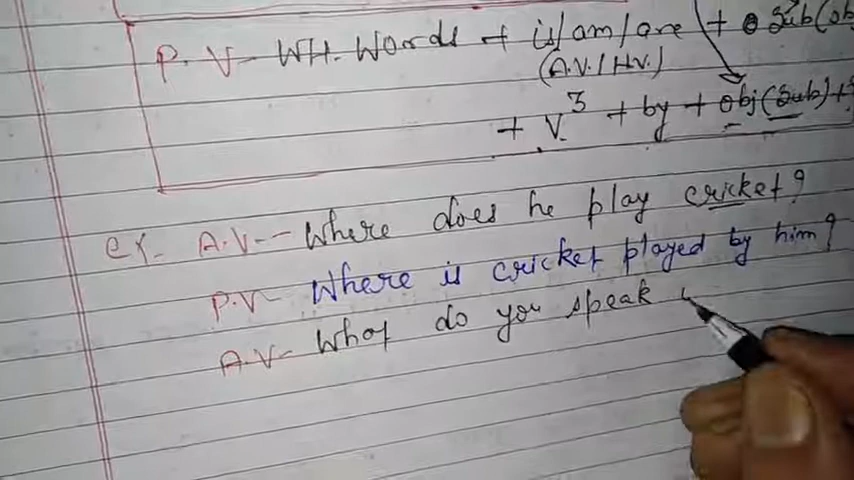 P.V- WH. Words + is/am/are + Sub(ob
(A.V./H.V.)
+ V³ + by + obj(Sub)+
ex. A.V-- Where does he play cricket?
P.V- Where is cricket played by him?
A.V- What do you speak